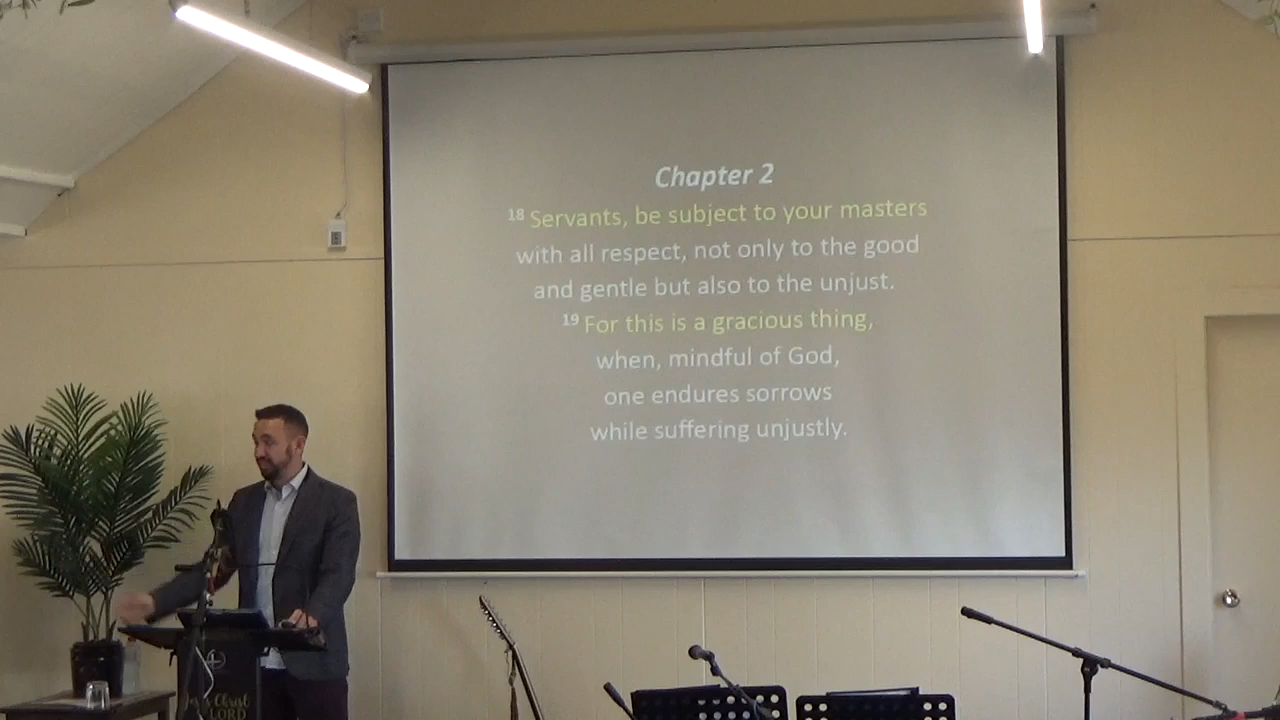 Chapter 2
18 Servants, be subject to your masters
with all respect, not only to the good
and gentle but also to the unjust.
19 For this is a gracious thing,
when, mindful of God,
one endures sorrows
while suffering unjustly.
Christ
LORD